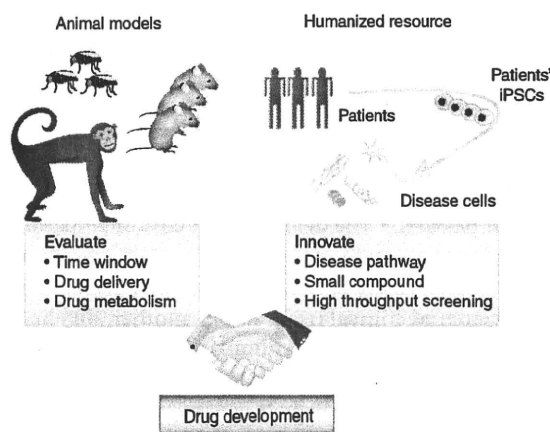 Animal models
Humanized resource
Patients'
iPSCs
Patients
Disease cells
Evaluate
• Time window
• Drug delivery
• Drug metabolism
Innovate
• Disease pathway
• Small compound
• High throughput screening
Drug development